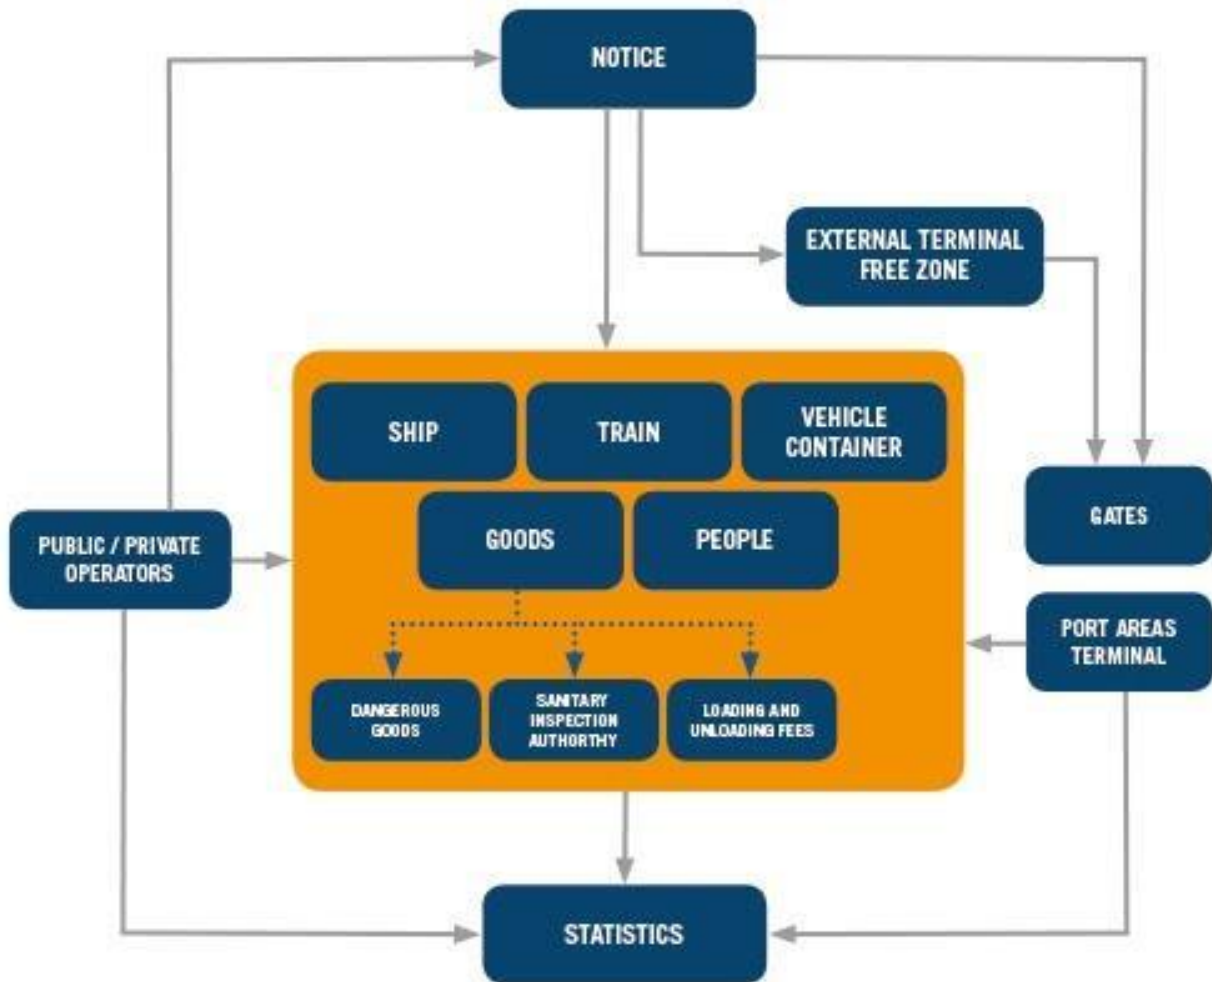 NOTICE
EXTERNAL TERMINAL
FREE ZONE
SHIP
TRAIN
VEHICLE
CONTAINER
GOODS
PEOPLE
GATES
PUBLIC / PRIVATE
OPERATORS
PORT AREAS
TERMINAL
DANGEROUS
GOODS
SANITARY
INSPECTION
AUTHORTHY
LOADING AND
UNLOADING FEES
STATISTICS